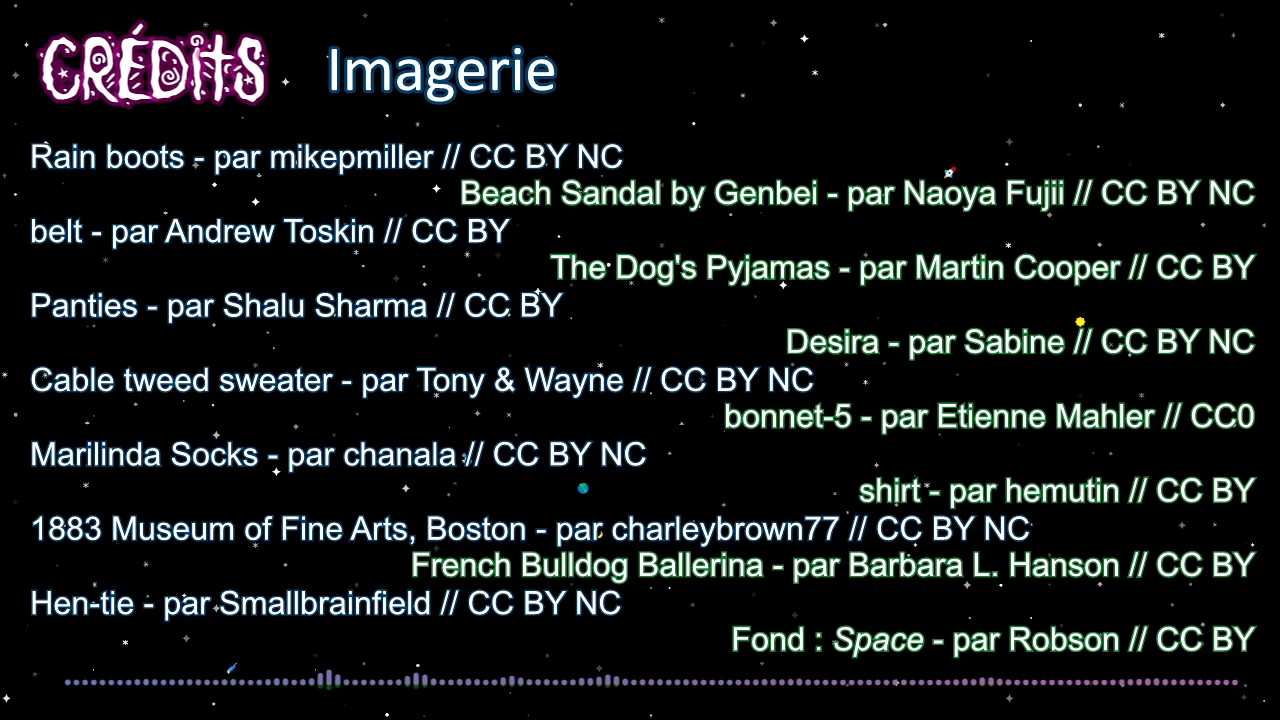 CRÉDITS Imagerie
Rain boots - par mikepmiller // CC BY NC
Beach Sandal by Genbei - par Naoya Fujii // CC BY NC
belt - par Andrew Toskin // CC BY
The Dog's Pyjamas - par Martin Cooper // CC BY
Panties - par Shalu Sharma // CC BY
Desira - par Sabine // CC BY NC
Cable tweed sweater - par Tony & Wayne // CC BY NC
bonnet-5 - par Etienne Mahler // CC0
Marilinda Socks - par chanala // CC BY NC
shirt - par hemutin // CC BY
1883 Museum of Fine Arts, Boston - par charleybrown77 // CC BY NC
French Bulldog Ballerina - par Barbara L. Hanson // CC BY
Hen-tie - par Smallbrainfield // CC BY NC
Fond : Space - par Robson // CC BY